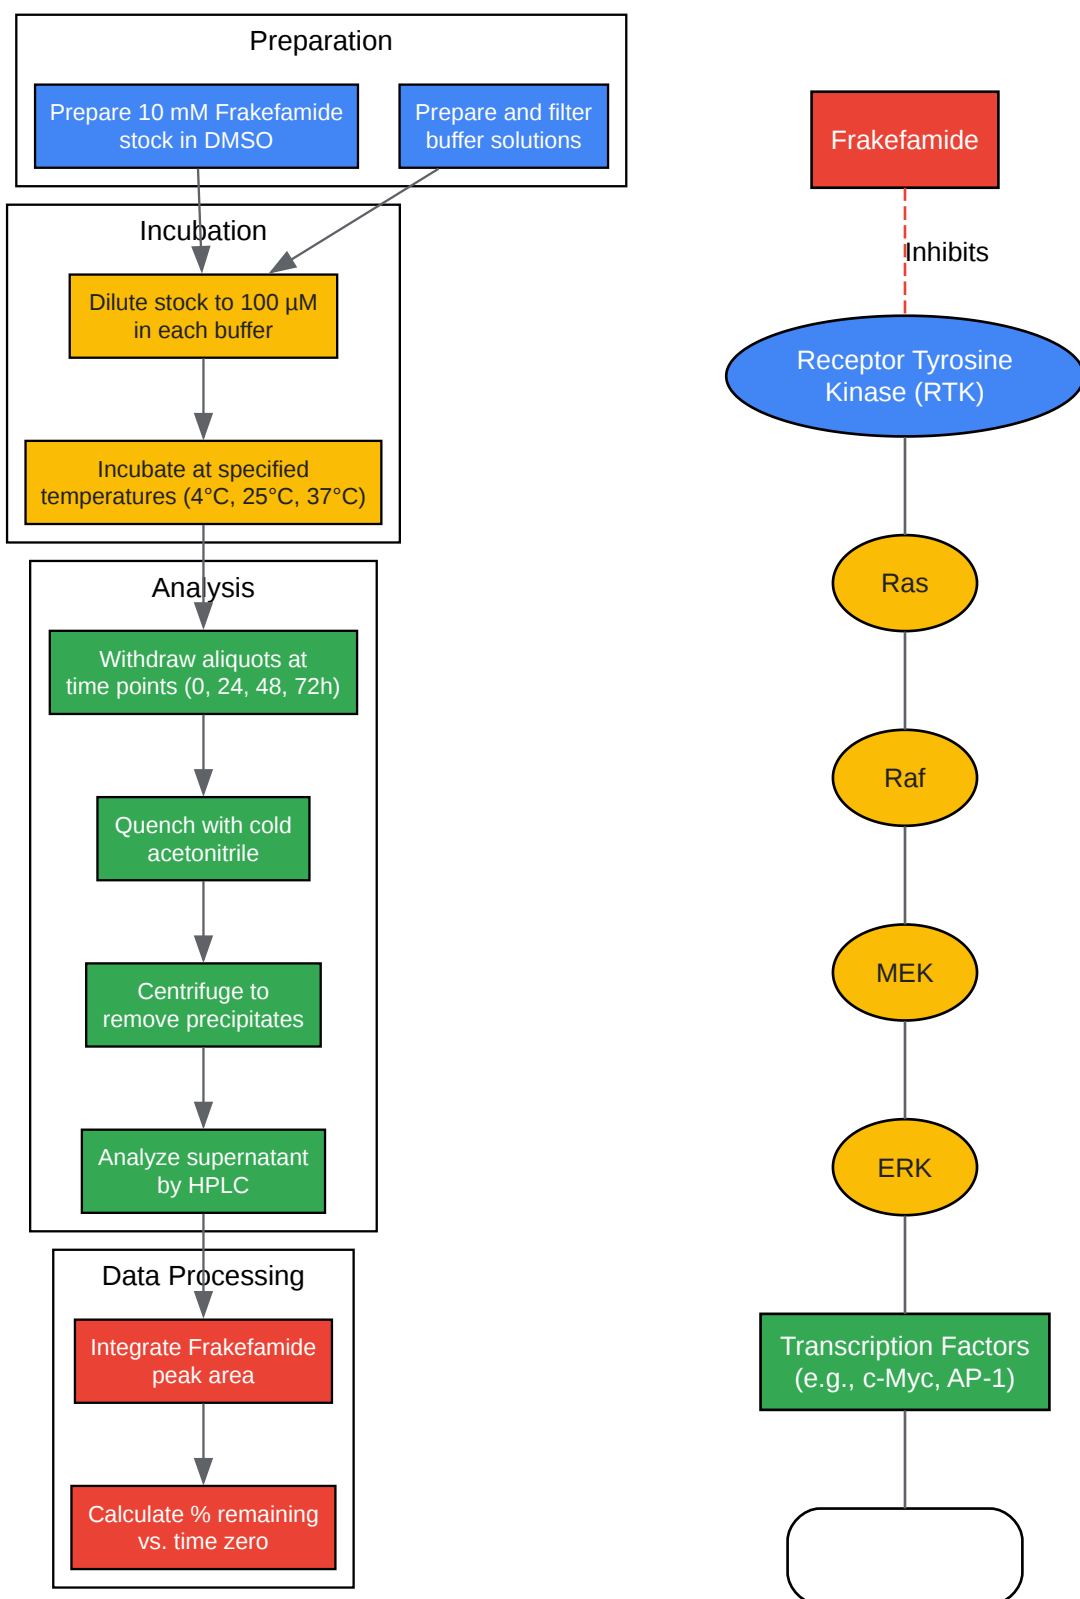 Preparation
Prepare 10 mM Frakefamide
stock in DMSO
Prepare and filter
buffer solutions
Incubation
Dilute stock to 100 µM
in each buffer
Incubate at specified
temperatures (4°C, 25°C, 37°C)
Analysis
Withdraw aliquots at
time points (0, 24, 48, 72h)
Quench with cold
acetonitrile
Centrifuge to
remove precipitates
Analyze supernatant
by HPLC
Data Processing
Integrate Frakefamide
peak area
Calculate % remaining
vs. time zero
Frakefamide
Inhibits
Receptor Tyrosine
Kinase (RTK)
Ras
Raf
MEK
ERK
Transcription Factors
(e.g., c-Myc, AP-1)